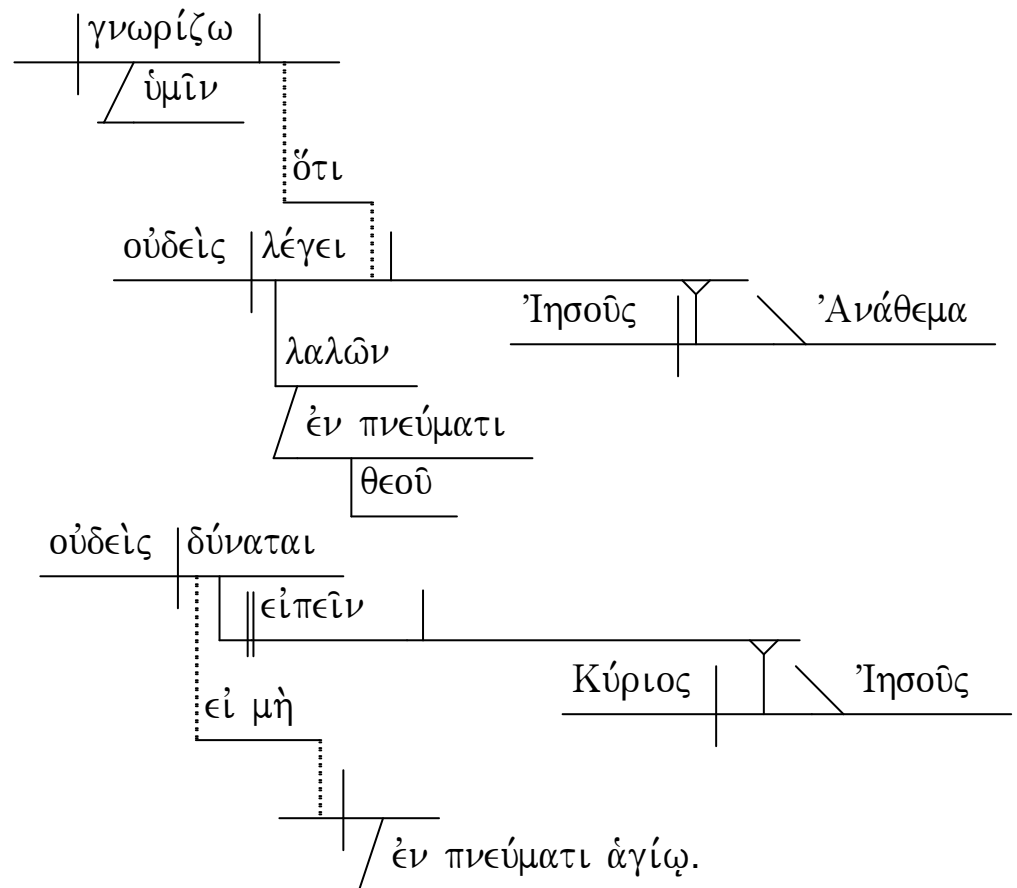 γνωρίζω
ὑμῖν
ὅτι
οὐδεὶς λέγει
Ἰησοῦς Ἀνάθεμα
λαλῶν
ἐν πνεύματι
θεοῦ
οὐδεὶς δύναται
εἰπεῖν
Κύριος Ἰησοῦς
εἰ μὴ
ἐν πνεύματι ἁγίῳ.